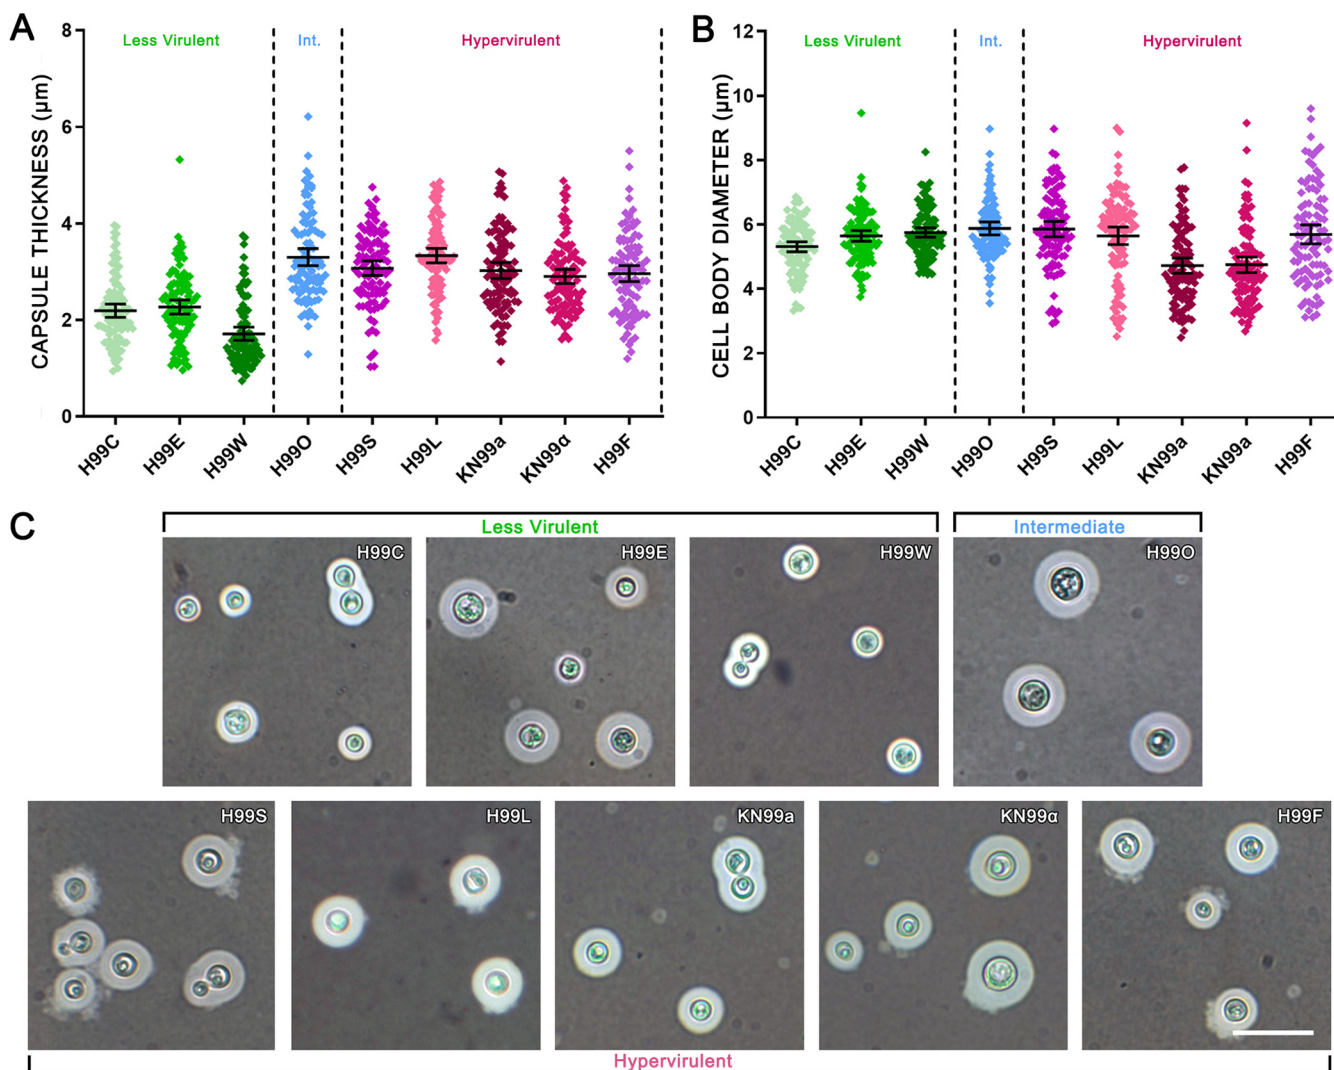 A
Less Virulent
Int.
Hypervirulent
CAPSULE THICKNESS (μm)
8
6
4
2
0
H99C
H99E
H99W
H99O
H99S
H99L
KN99a
KN99α
H99F
B
Less Virulent
Int.
Hypervirulent
CELL BODY DIAMETER (μm)
12
10
8
6
4
2
0
H99C
H99E
H99W
H99O
H99S
H99L
KN99a
KN99a
H99F
C
Less Virulent
Intermediate
H99C
H99E
H99W
H99O
H99S
H99L
KN99a
KN99α
H99F
Hypervirulent